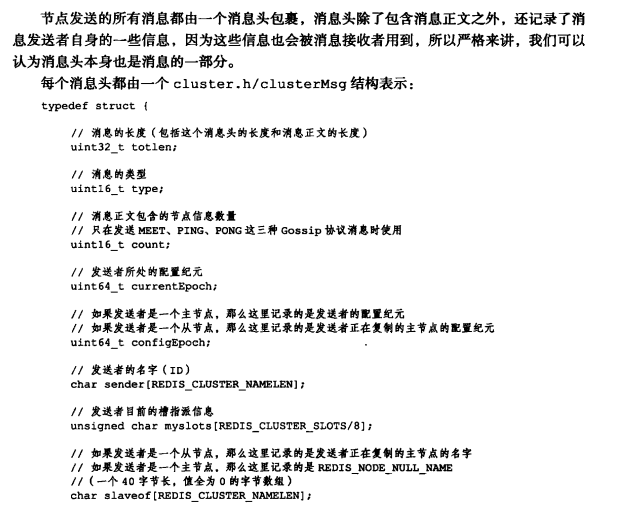 节点发送的所有消息都由一个消息头包裹，消息头除了包含消息正文之外，还记录了消
息发送者自身的一些信息，因为这些信息也会被消息接收者用到，所以严格来讲，我们可以
认为消息头本身也是消息的一部分。
每个消息头都由一个 cluster.h/clusterMsg 结构表示：
typedef struct {
// 消息的长度（包括这个消息头的长度和消息正文的长度）
uint32_t totlen;
// 消息的类型
uint16_t type;
// 消息正文包含的节点信息数量
// 只在发送 MEET、PING、PONG 这三种 Gossip 协议消息时使用
uint16_t count;
// 发送者所处的配置纪元
uint64_t currentEpoch;
// 如果发送者是一个主节点，那么这里记录的是发送者的配置纪元
// 如果发送者是一个从节点，那么这里记录的是发送者正在复制的主节点的配置纪元
uint64_t configEpoch;
// 发送者的名字（ID）
char sender[REDIS_CLUSTER_NAMELEN];
// 发送者目前的槽指派信息
unsigned char myslots[REDIS_CLUSTER_SLOTS/8];
// 如果发送者是一个从节点，那么这里记录的是发送者正在复制的主节点的名字
// 如果发送者是一个主节点，那么这里记录的是 REDIS_NODE_NULL_NAME
//（一个 40 字节长，值全为 0 的字节数组）
char slaveof[REDIS_CLUSTER_NAMELEN];